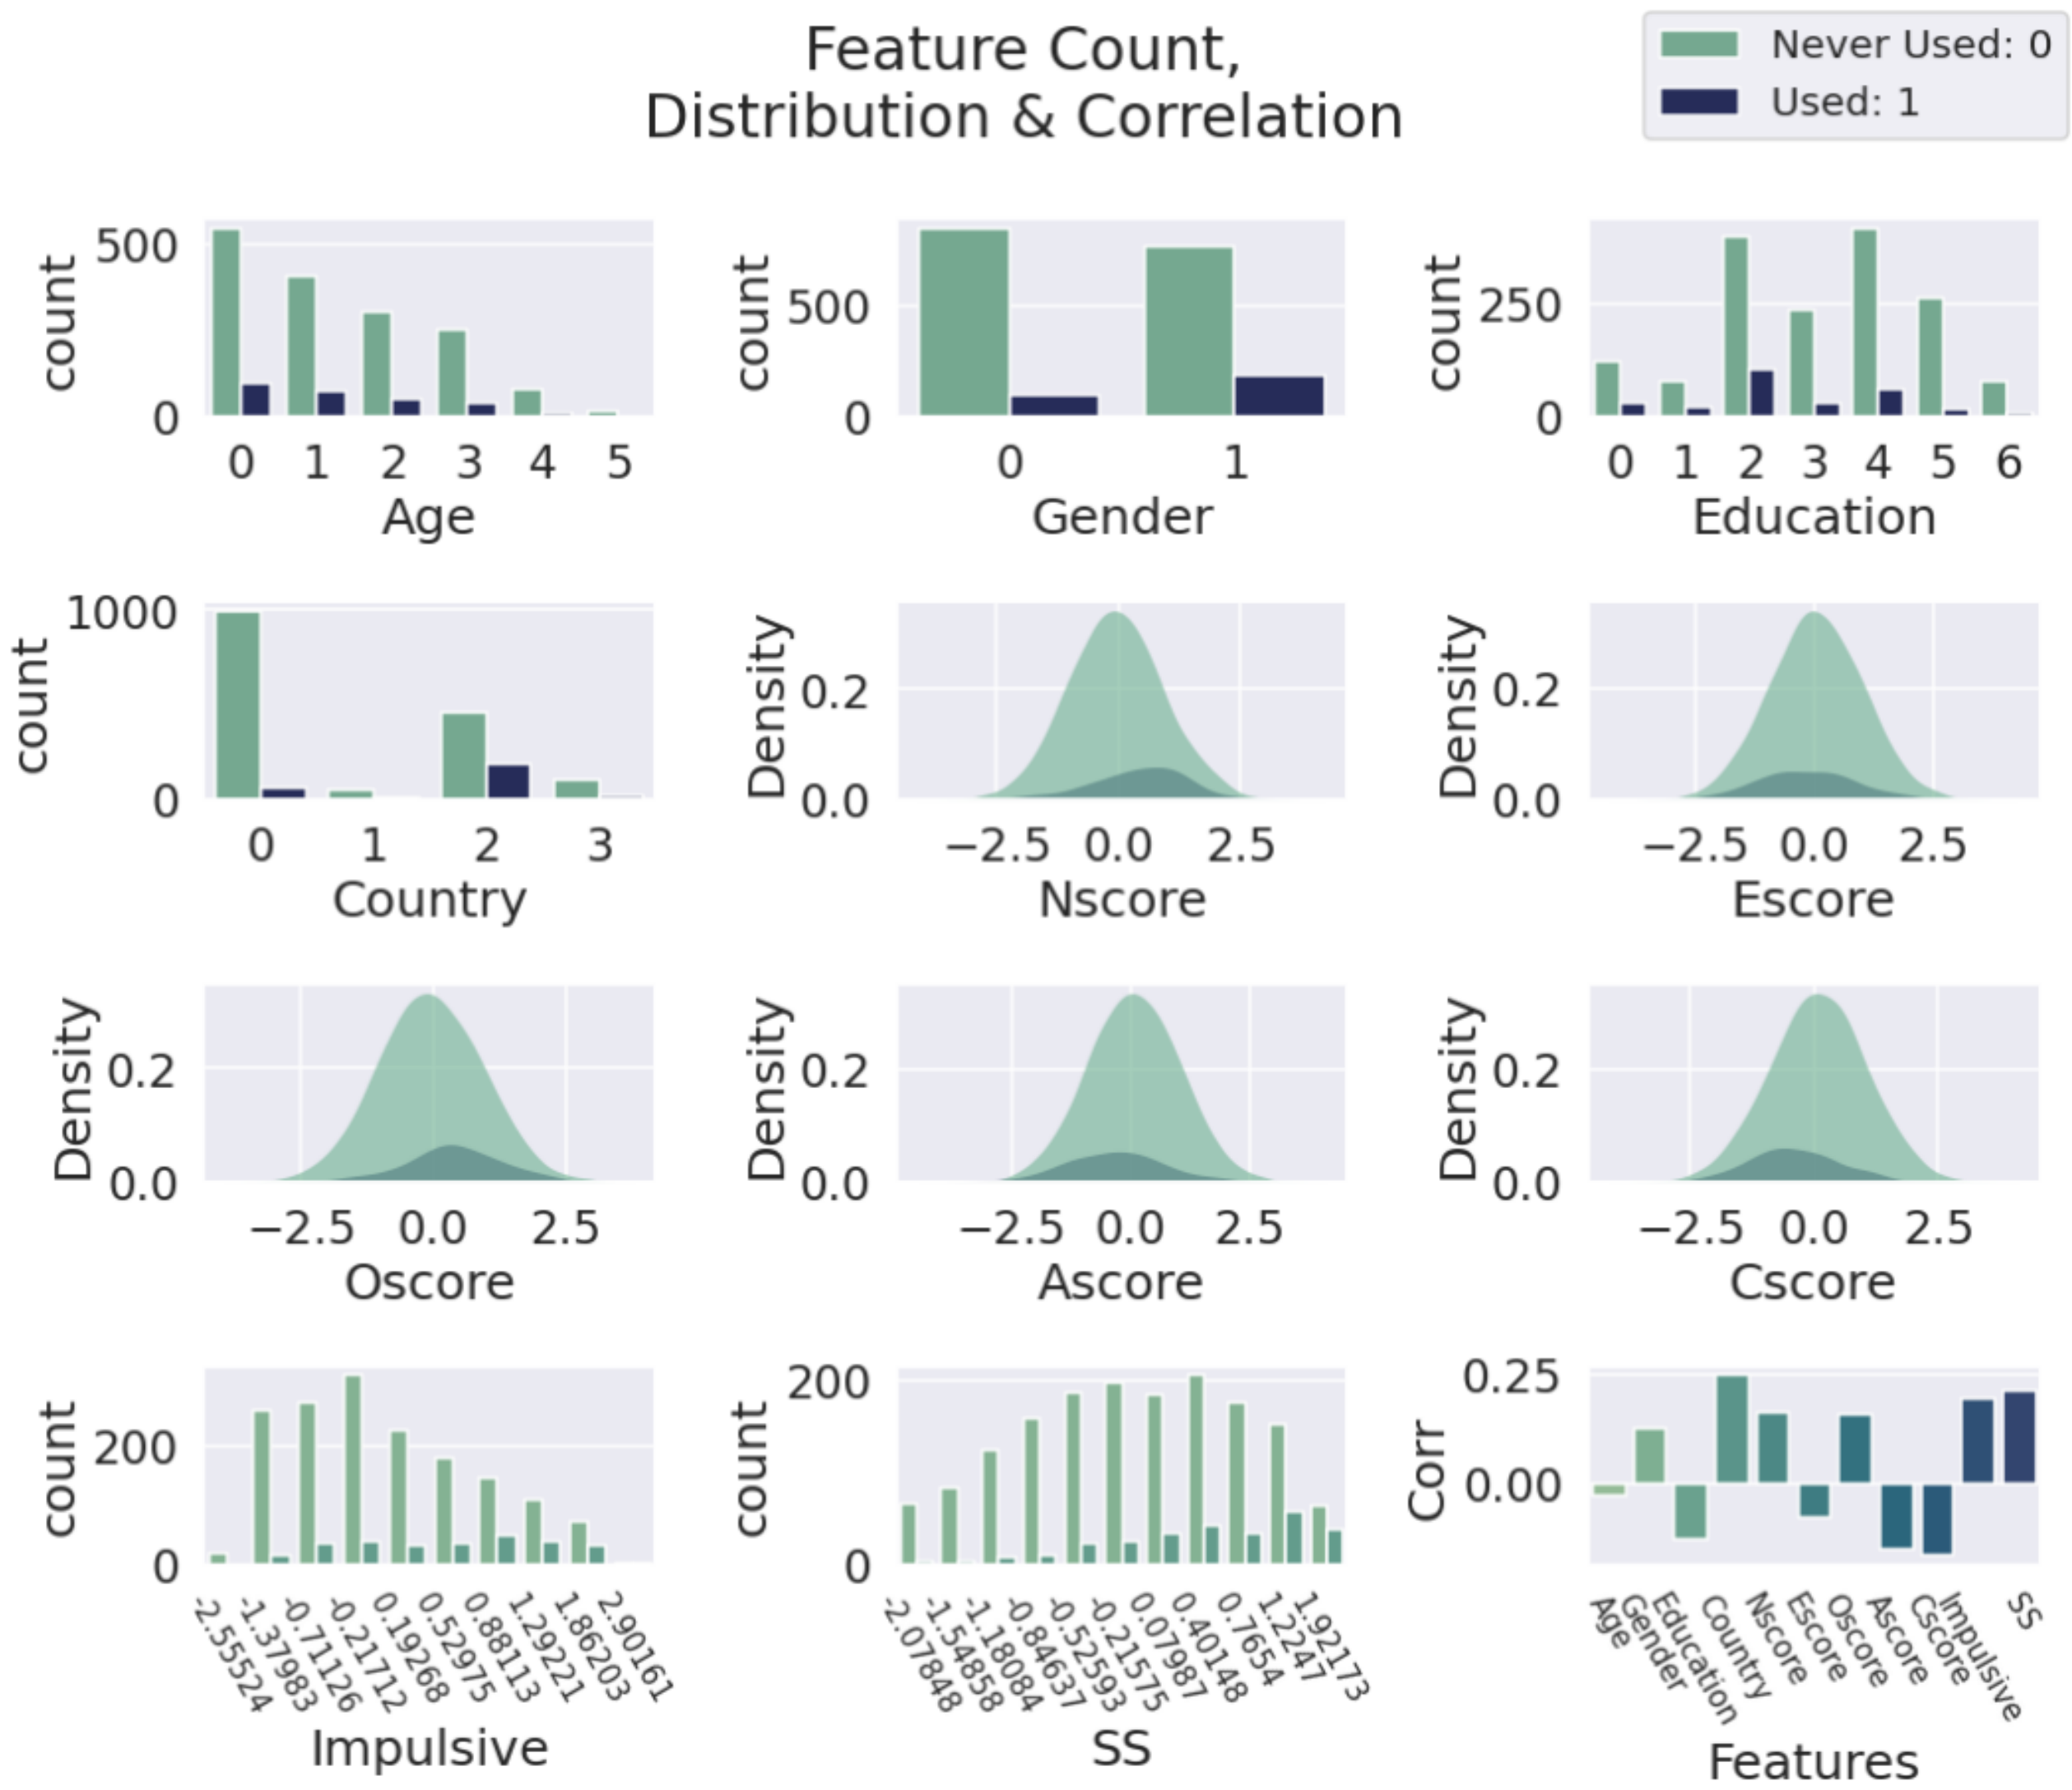 Feature Count,
Distribution & Correlation
Never Used: 0
Used: 1
count
500
0
0 1 2 3 4 5
Age
count
500
0
0 1
Gender
count
250
0
0 1 2 3 4 5 6
Education
count
1000
0
0 1 2 3
Country
Density
0.2
0.0
−2.5 0.0 2.5
Nscore
Density
0.2
0.0
−2.5 0.0 2.5
Escore
Density
0.2
0.0
−2.5 0.0 2.5
Oscore
Density
0.2
0.0
−2.5 0.0 2.5
Ascore
Density
0.2
0.0
−2.5 0.0 2.5
Cscore
count
200
0
-2.55524 -1.37983 -0.71126 -0.21712 0.19268 0.52975 0.88113 1.29221 1.86203 2.90161
Impulsive
count
200
0
-2.07848 -1.54858 -1.18084 -0.84637 -0.52593 -0.21575 0.07987 0.40148 0.7654 1.2247 1.92173
SS
Corr
0.25
0.00
Age Gender Education Country Nscore Escore Oscore Ascore Cscore Impulsive SS
Features